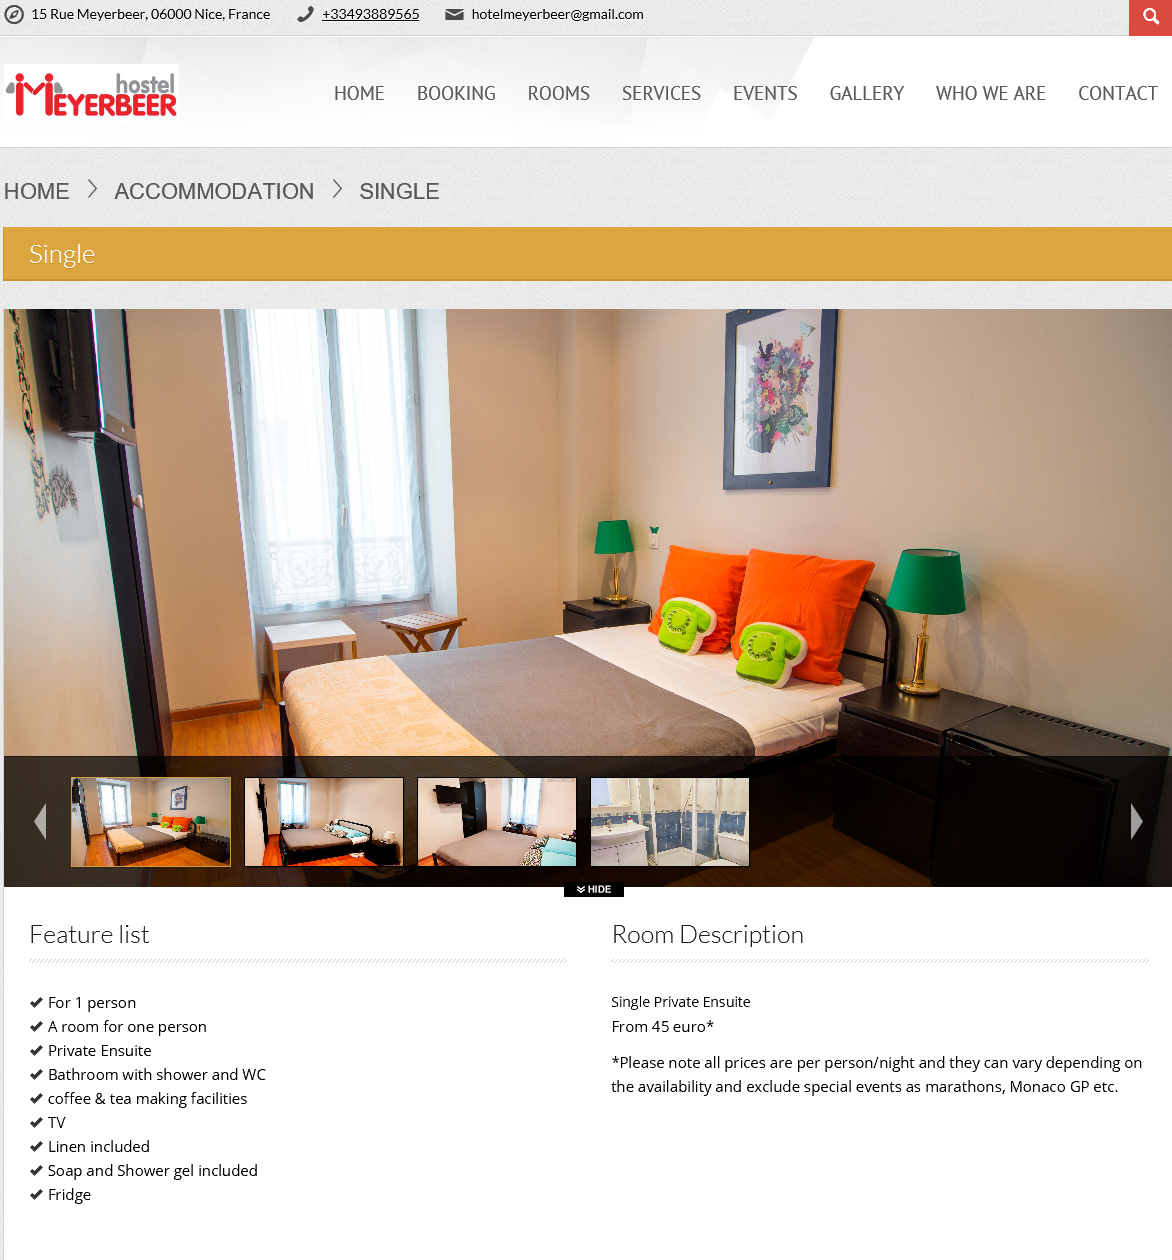 15 Rue Meyerbeer, 06000 Nice, France +33493889565 hotelmeyerbeer@gmail.com
hostel
MEYERBEER
HOME BOOKING ROOMS SERVICES EVENTS GALLERY WHO WE ARE CONTACT
HOME ACCOMMODATION SINGLE
Single
HIDE
Feature list
For 1 person
A room for one person
Private Ensuite
Bathroom with shower and WC
coffee & tea making facilities
TV
Linen included
Soap and Shower gel included
Fridge
Room Description
Single Private Ensuite
From 45 euro*
*Please note all prices are per person/night and they can vary depending on
the availability and exclude special events as marathons, Monaco GP etc.